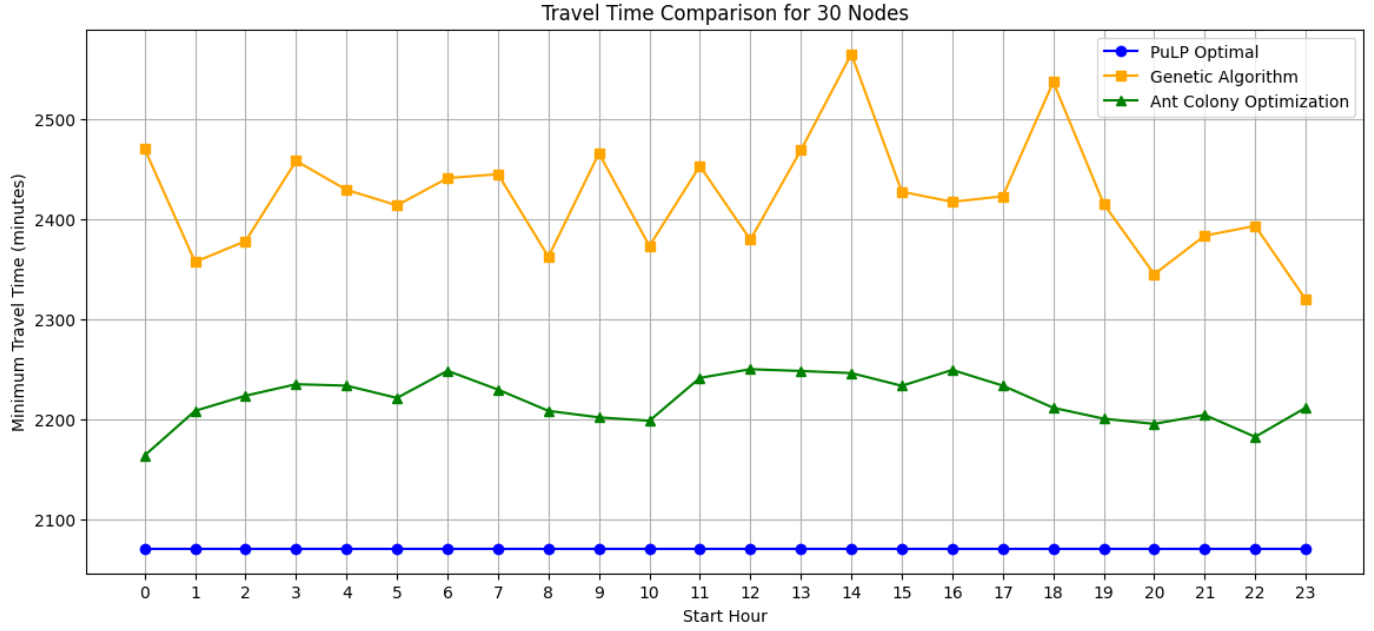 Travel Time Comparison for 30 Nodes
PuLP Optimal
Genetic Algorithm
Ant Colony Optimization
Minimum Travel Time (minutes)
2500
2400
2300
2200
2100
0 1 2 3 4 5 6 7 8 9 10 11 12 13 14 15 16 17 18 19 20 21 22 23
Start Hour